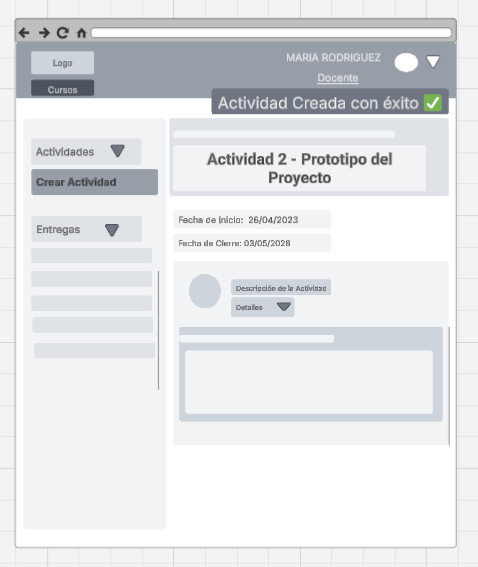 Logo
MARIA RODRIGUEZ
Docente
Cursos
Actividad Creada con éxito ✅
Actividades
Crear Actividad
Entregas
Actividad 2 - Prototipo del
Proyecto
Fecha de Inicio: 26/04/2023
Fecha de Cierre: 03/05/2026
Descripción de la Actividad
Detalles